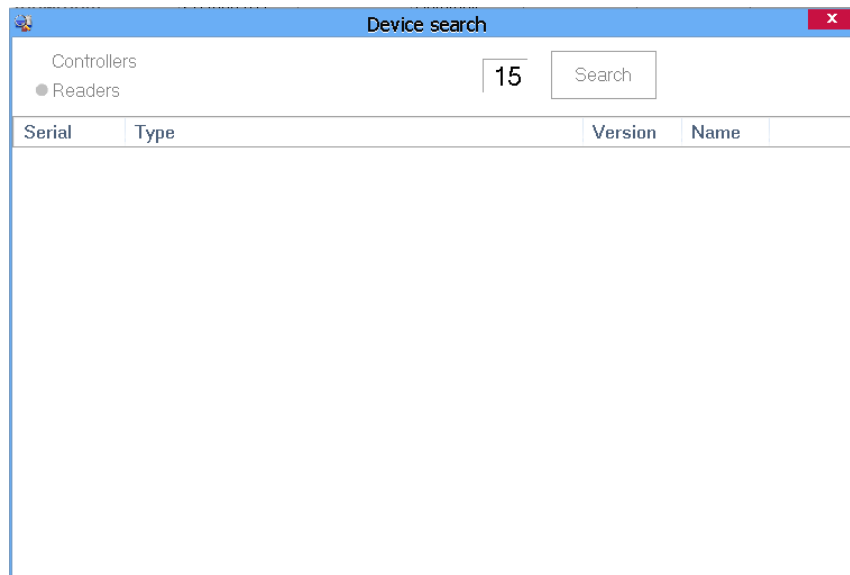 Device search
x
Controllers
Readers
15
Search
Serial Type Version Name